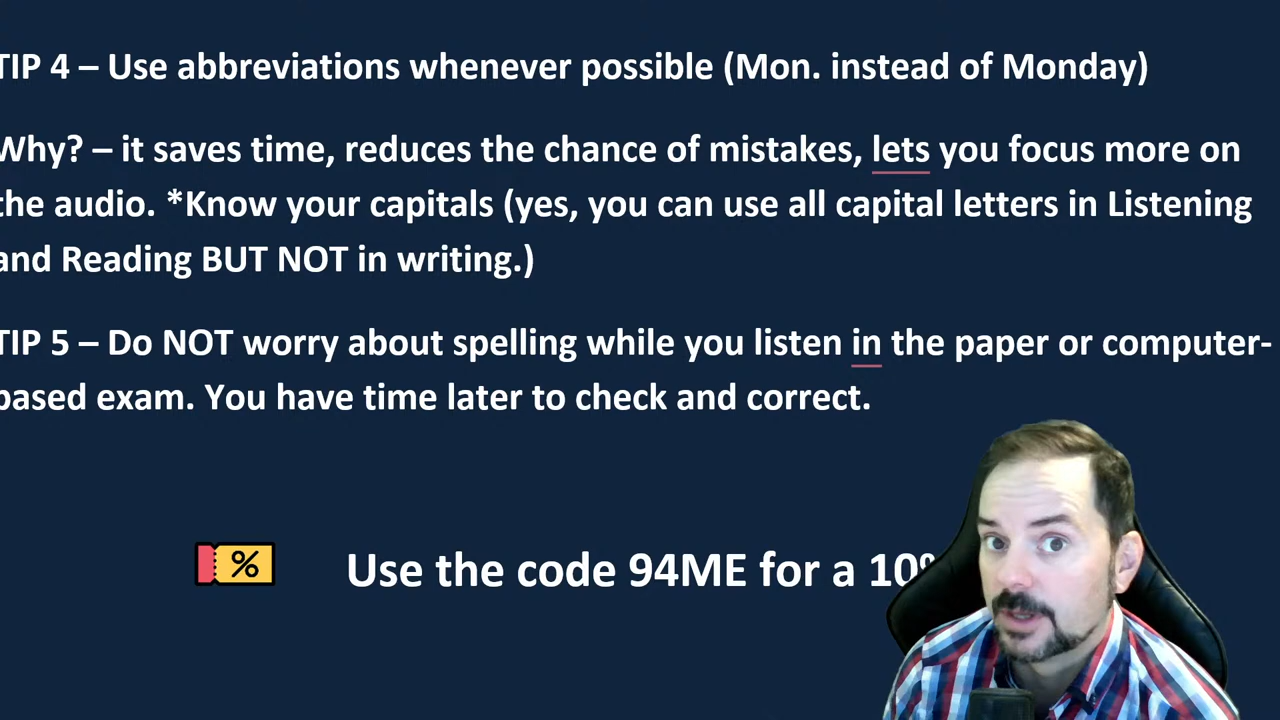 TIP 4 – Use abbreviations whenever possible (Mon. instead of Monday)
Why? – it saves time, reduces the chance of mistakes, lets you focus more on
the audio. *Know your capitals (yes, you can use all capital letters in Listening
and Reading BUT NOT in writing.)
TIP 5 – Do NOT worry about spelling while you listen in the paper or computer-
based exam. You have time later to check and correct.
%
Use the code 94ME for a 10%